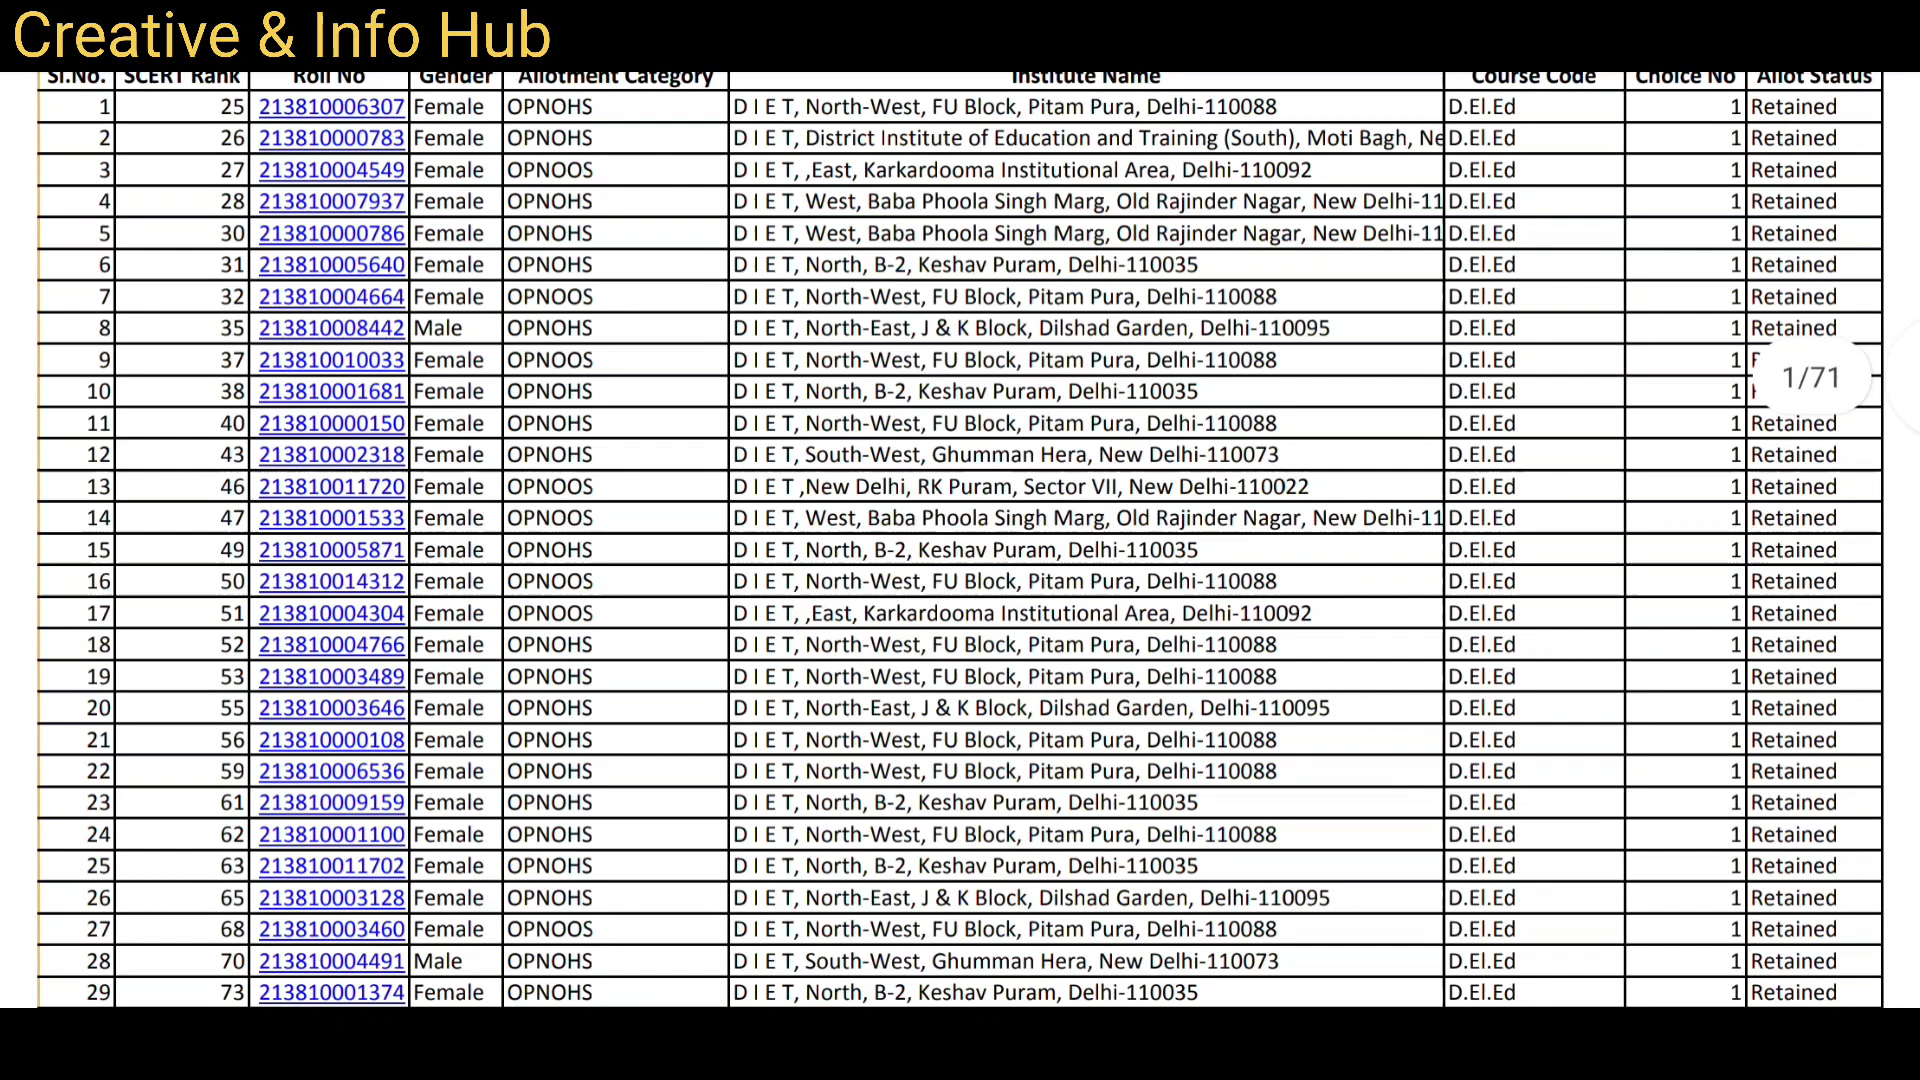 Creative & Info Hub
Sl.No. SCERT Rank Roll No Gender Allotment Category Institute Name Course Code Choice No Allot Status
1 25 213810006307 Female OPNOHS D I E T, North-West, FU Block, Pitam Pura, Delhi-110088 D.El.Ed 1 Retained
2 26 213810000783 Female OPNOHS D I E T, District Institute of Education and Training (South), Moti Bagh, Ne D.El.Ed 1 Retained
3 27 213810004549 Female OPNOOS D I E T, ,East, Karkardooma Institutional Area, Delhi-110092 D.El.Ed 1 Retained
4 28 213810007937 Female OPNOHS D I E T, West, Baba Phoola Singh Marg, Old Rajinder Nagar, New Delhi-11 D.El.Ed 1 Retained
5 30 213810000786 Female OPNOHS D I E T, West, Baba Phoola Singh Marg, Old Rajinder Nagar, New Delhi-11 D.El.Ed 1 Retained
6 31 213810005640 Female OPNOHS D I E T, North, B-2, Keshav Puram, Delhi-110035 D.El.Ed 1 Retained
7 32 213810004664 Female OPNOOS D I E T, North-West, FU Block, Pitam Pura, Delhi-110088 D.El.Ed 1 Retained
8 35 213810008442 Male OPNOHS D I E T, North-East, J & K Block, Dilshad Garden, Delhi-110095 D.El.Ed 1 Retained
9 37 213810010033 Female OPNOOS D I E T, North-West, FU Block, Pitam Pura, Delhi-110088 D.El.Ed 1
1/71
10 38 213810001681 Female OPNOHS D I E T, North, B-2, Keshav Puram, Delhi-110035 D.El.Ed 1
11 40 213810000150 Female OPNOHS D I E T, North-West, FU Block, Pitam Pura, Delhi-110088 D.El.Ed 1 Retained
12 43 213810002318 Female OPNOHS D I E T, South-West, Ghumman Hera, New Delhi-110073 D.El.Ed 1 Retained
13 46 213810011720 Female OPNOOS D I E T ,New Delhi, RK Puram, Sector VII, New Delhi-110022 D.El.Ed 1 Retained
14 47 213810001533 Female OPNOOS D I E T, West, Baba Phoola Singh Marg, Old Rajinder Nagar, New Delhi-11 D.El.Ed 1 Retained
15 49 213810005871 Female OPNOHS D I E T, North, B-2, Keshav Puram, Delhi-110035 D.El.Ed 1 Retained
16 50 213810014312 Female OPNOOS D I E T, North-West, FU Block, Pitam Pura, Delhi-110088 D.El.Ed 1 Retained
17 51 213810004304 Female OPNOOS D I E T, ,East, Karkardooma Institutional Area, Delhi-110092 D.El.Ed 1 Retained
18 52 213810004766 Female OPNOHS D I E T, North-West, FU Block, Pitam Pura, Delhi-110088 D.El.Ed 1 Retained
19 53 213810003489 Female OPNOHS D I E T, North-West, FU Block, Pitam Pura, Delhi-110088 D.El.Ed 1 Retained
20 55 213810003646 Female OPNOHS D I E T, North-East, J & K Block, Dilshad Garden, Delhi-110095 D.El.Ed 1 Retained
21 56 213810000108 Female OPNOHS D I E T, North-West, FU Block, Pitam Pura, Delhi-110088 D.El.Ed 1 Retained
22 59 213810006536 Female OPNOHS D I E T, North-West, FU Block, Pitam Pura, Delhi-110088 D.El.Ed 1 Retained
23 61 213810009159 Female OPNOHS D I E T, North, B-2, Keshav Puram, Delhi-110035 D.El.Ed 1 Retained
24 62 213810001100 Female OPNOHS D I E T, North-West, FU Block, Pitam Pura, Delhi-110088 D.El.Ed 1 Retained
25 63 213810011702 Female OPNOHS D I E T, North, B-2, Keshav Puram, Delhi-110035 D.El.Ed 1 Retained
26 65 213810003128 Female OPNOHS D I E T, North-East, J & K Block, Dilshad Garden, Delhi-110095 D.El.Ed 1 Retained
27 68 213810003460 Female OPNOOS D I E T, North-West, FU Block, Pitam Pura, Delhi-110088 D.El.Ed 1 Retained
28 70 213810004491 Male OPNOHS D I E T, South-West, Ghumman Hera, New Delhi-110073 D.El.Ed 1 Retained
29 73 213810001374 Female OPNOHS D I E T, North, B-2, Keshav Puram, Delhi-110035 D.El.Ed 1 Retained